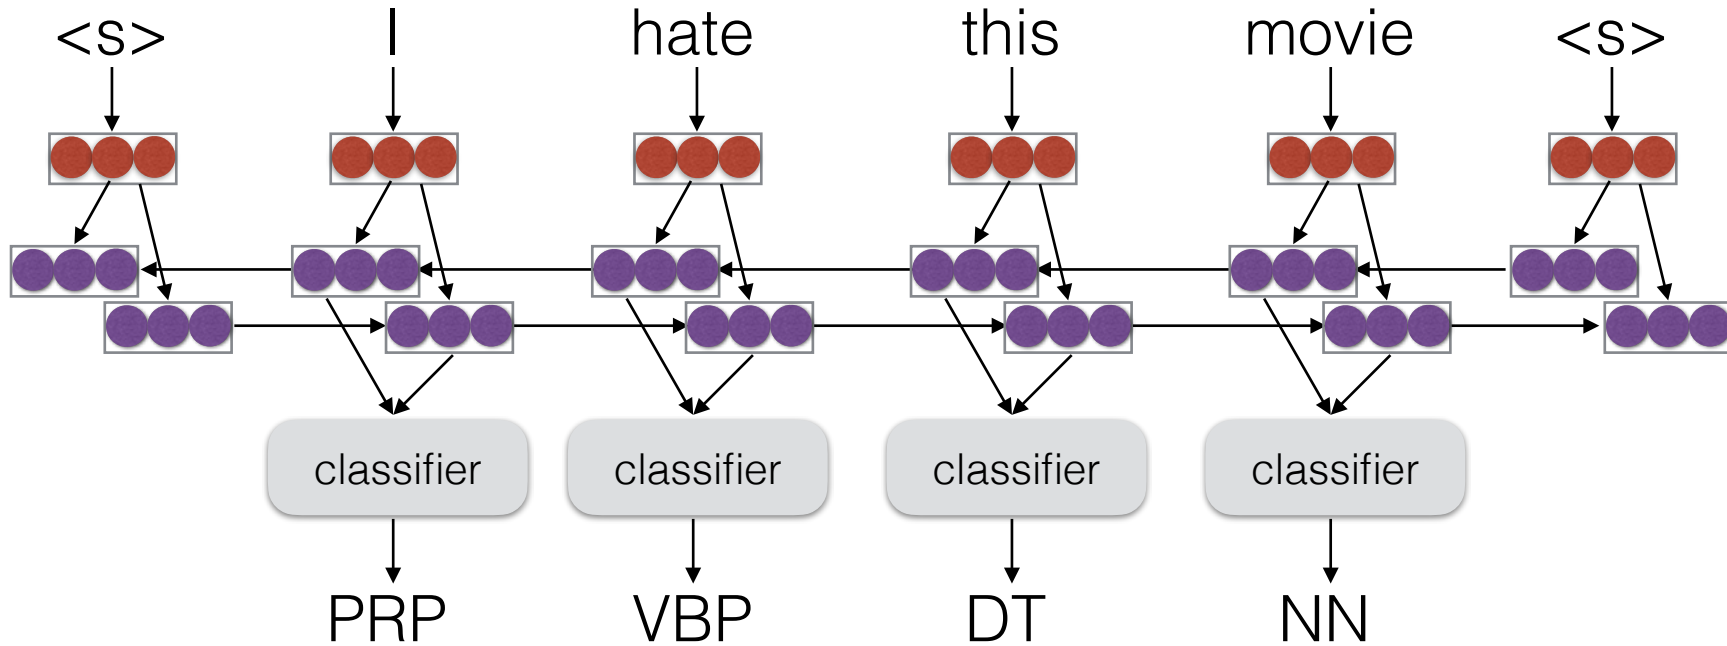 <s> I hate this movie <s>
classifier classifier classifier classifier
PRP VBP DT NN